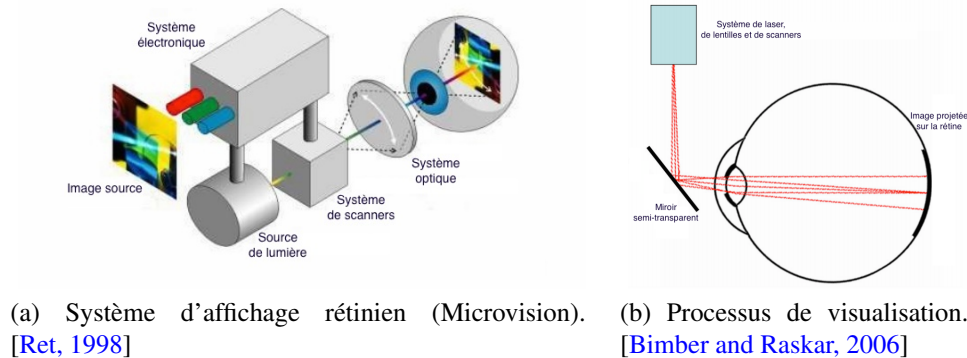 Système
électronique
Image source
Source
de lumière
Système
de scanners
Système
optique
Système de laser,
de lentilles et de scanners
Image projetée
sur la rétine
Miroir
semi-transparent
(a) Système d'affichage rétinien (Microvision).
[Ret, 1998]
(b) Processus de visualisation.
[Bimber and Raskar, 2006]